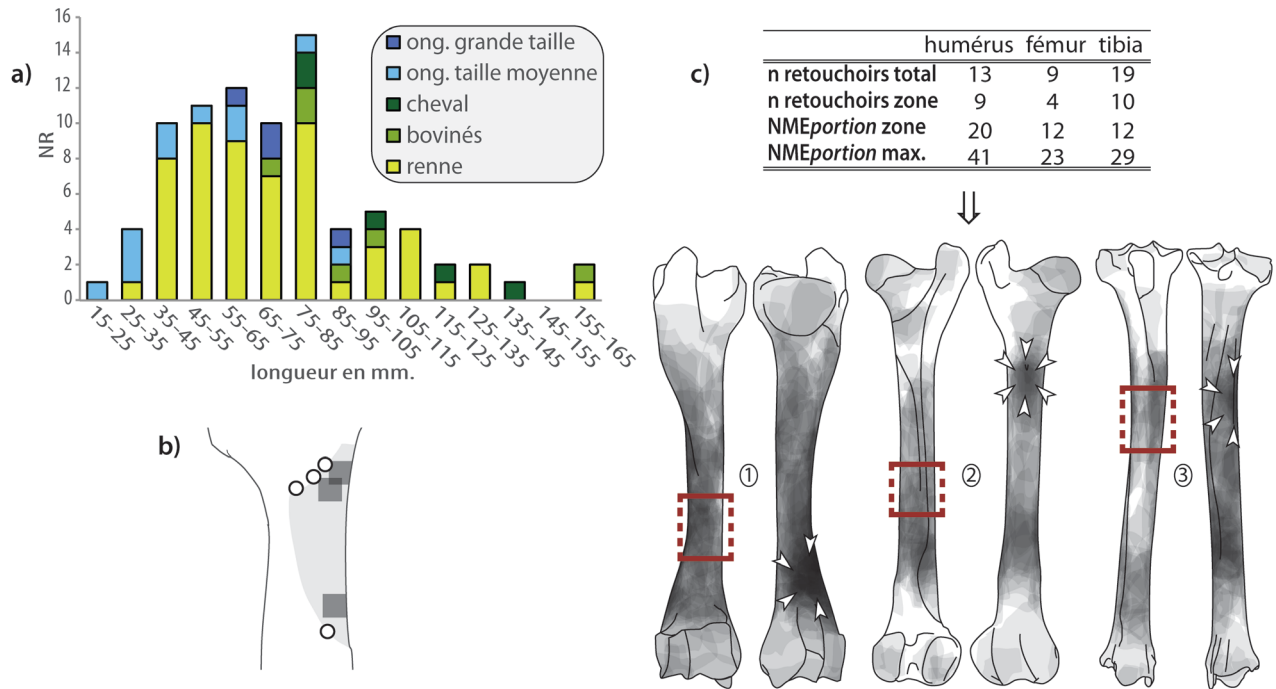 a)
NR
16
14
12
10
8
6
4
2
0
ong. grande taille
ong. taille moyenne
cheval
bovinés
renne
15-25
25-35
35-45
45-55
55-65
65-75
75-85
85-95
95-105
105-115
115-125
125-135
135-145
145-155
155-165
longueur en mm.
b)
c)
humérus fémur tibia
n retouchoirs total 13 9 19
n retouchoirs zone 9 4 10
NMEportion zone 20 12 12
NMEportion max. 41 23 29
① ② ③